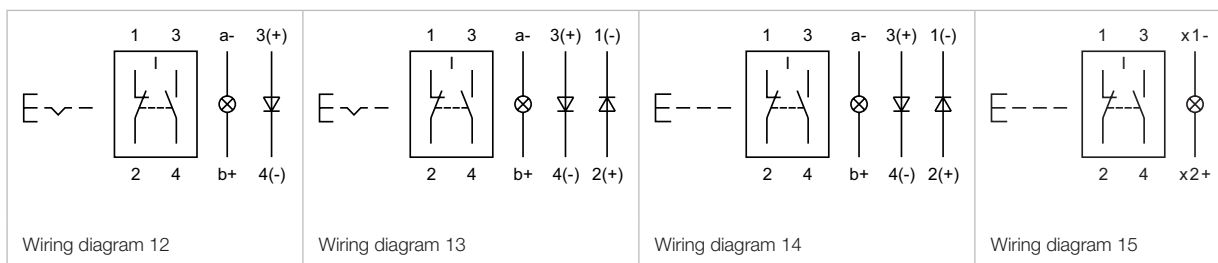 1 3 a- 3(+)
I
2 4 b+ 4(-)
Wiring diagram 12
1 3 a- 3(+) 1(-)
I
2 4 b+ 4(-) 2(+)
Wiring diagram 13
1 3 a- 3(+) 1(-)
I
2 4 b+ 4(-) 2(+)
Wiring diagram 14
1 3 x1-
I
2 4 x2+
Wiring diagram 15